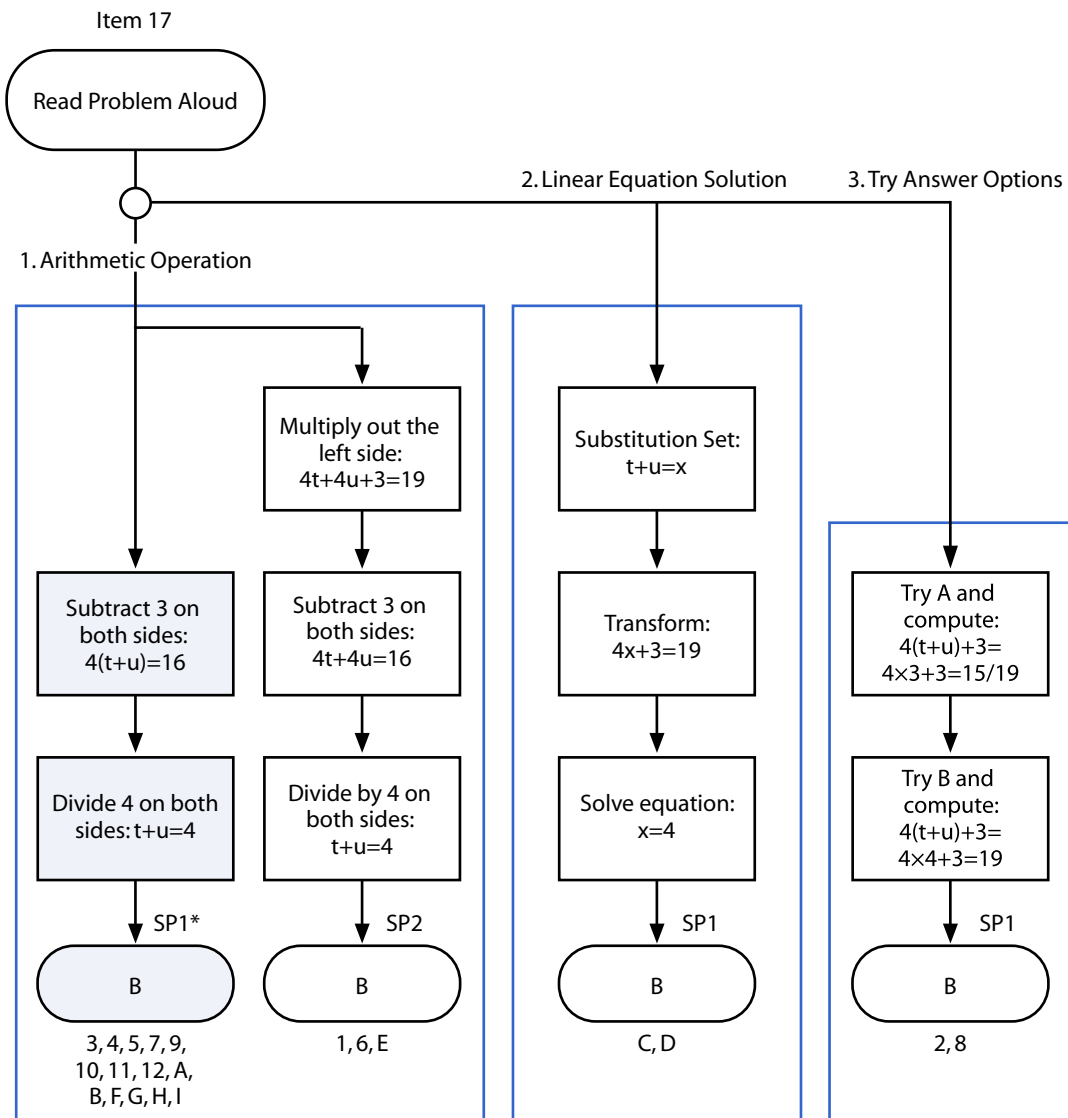 Item 17
Read Problem Aloud
2. Linear Equation Solution
3. Try Answer Options
1. Arithmetic Operation
Subtract 3 on
both sides:
4(t+u)=16
Divide 4 on both
sides: t+u=4
SP1*
B
3, 4, 5, 7, 9,
10, 11, 12, A,
B, F, G, H, I
Multiply out the
left side:
4t+4u+3=19
Subtract 3 on
both sides:
4t+4u=16
Divide by 4 on
both sides:
t+u=4
SP2
B
1, 6, E
Substitution Set:
t+u=x
Transform:
4x+3=19
Solve equation:
x=4
SP1
B
C, D
Try A and
compute:
4(t+u)+3=
4×3+3=15/19
Try B and
compute:
4(t+u)+3=
4×4+3=19
SP1
B
2, 8